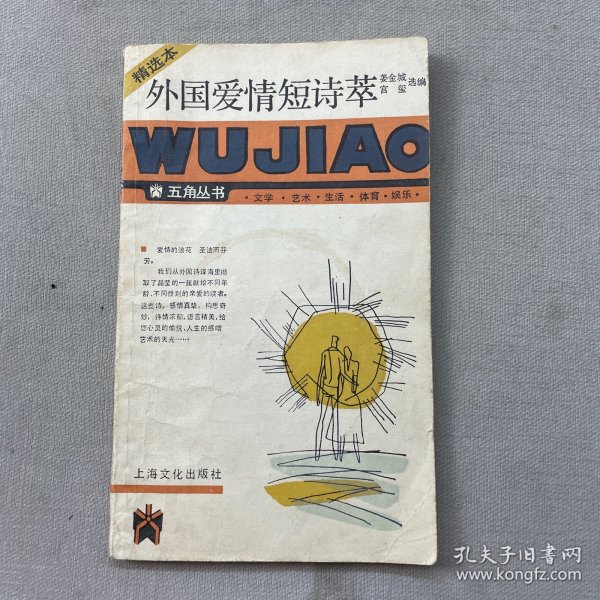 精选本
外国爱情短诗萃
姜金城
宫玺
选编
WUJIAO
五角丛书
·文学·艺术·生活·体育·娱乐·
■ 爱情的浪花 圣洁而芬
芳。
我们从外国诗译海里撷
取了晶莹的一簇献给不同年
龄,不同性别的亲爱的读者。
这些诗,感情真挚,构思奇
妙,诗情浓郁,语言精美,给
您心灵的愉悦,人生的感喟
艺术的天光……
上海文化出版社
孔夫子旧书网
www.kongfz.com